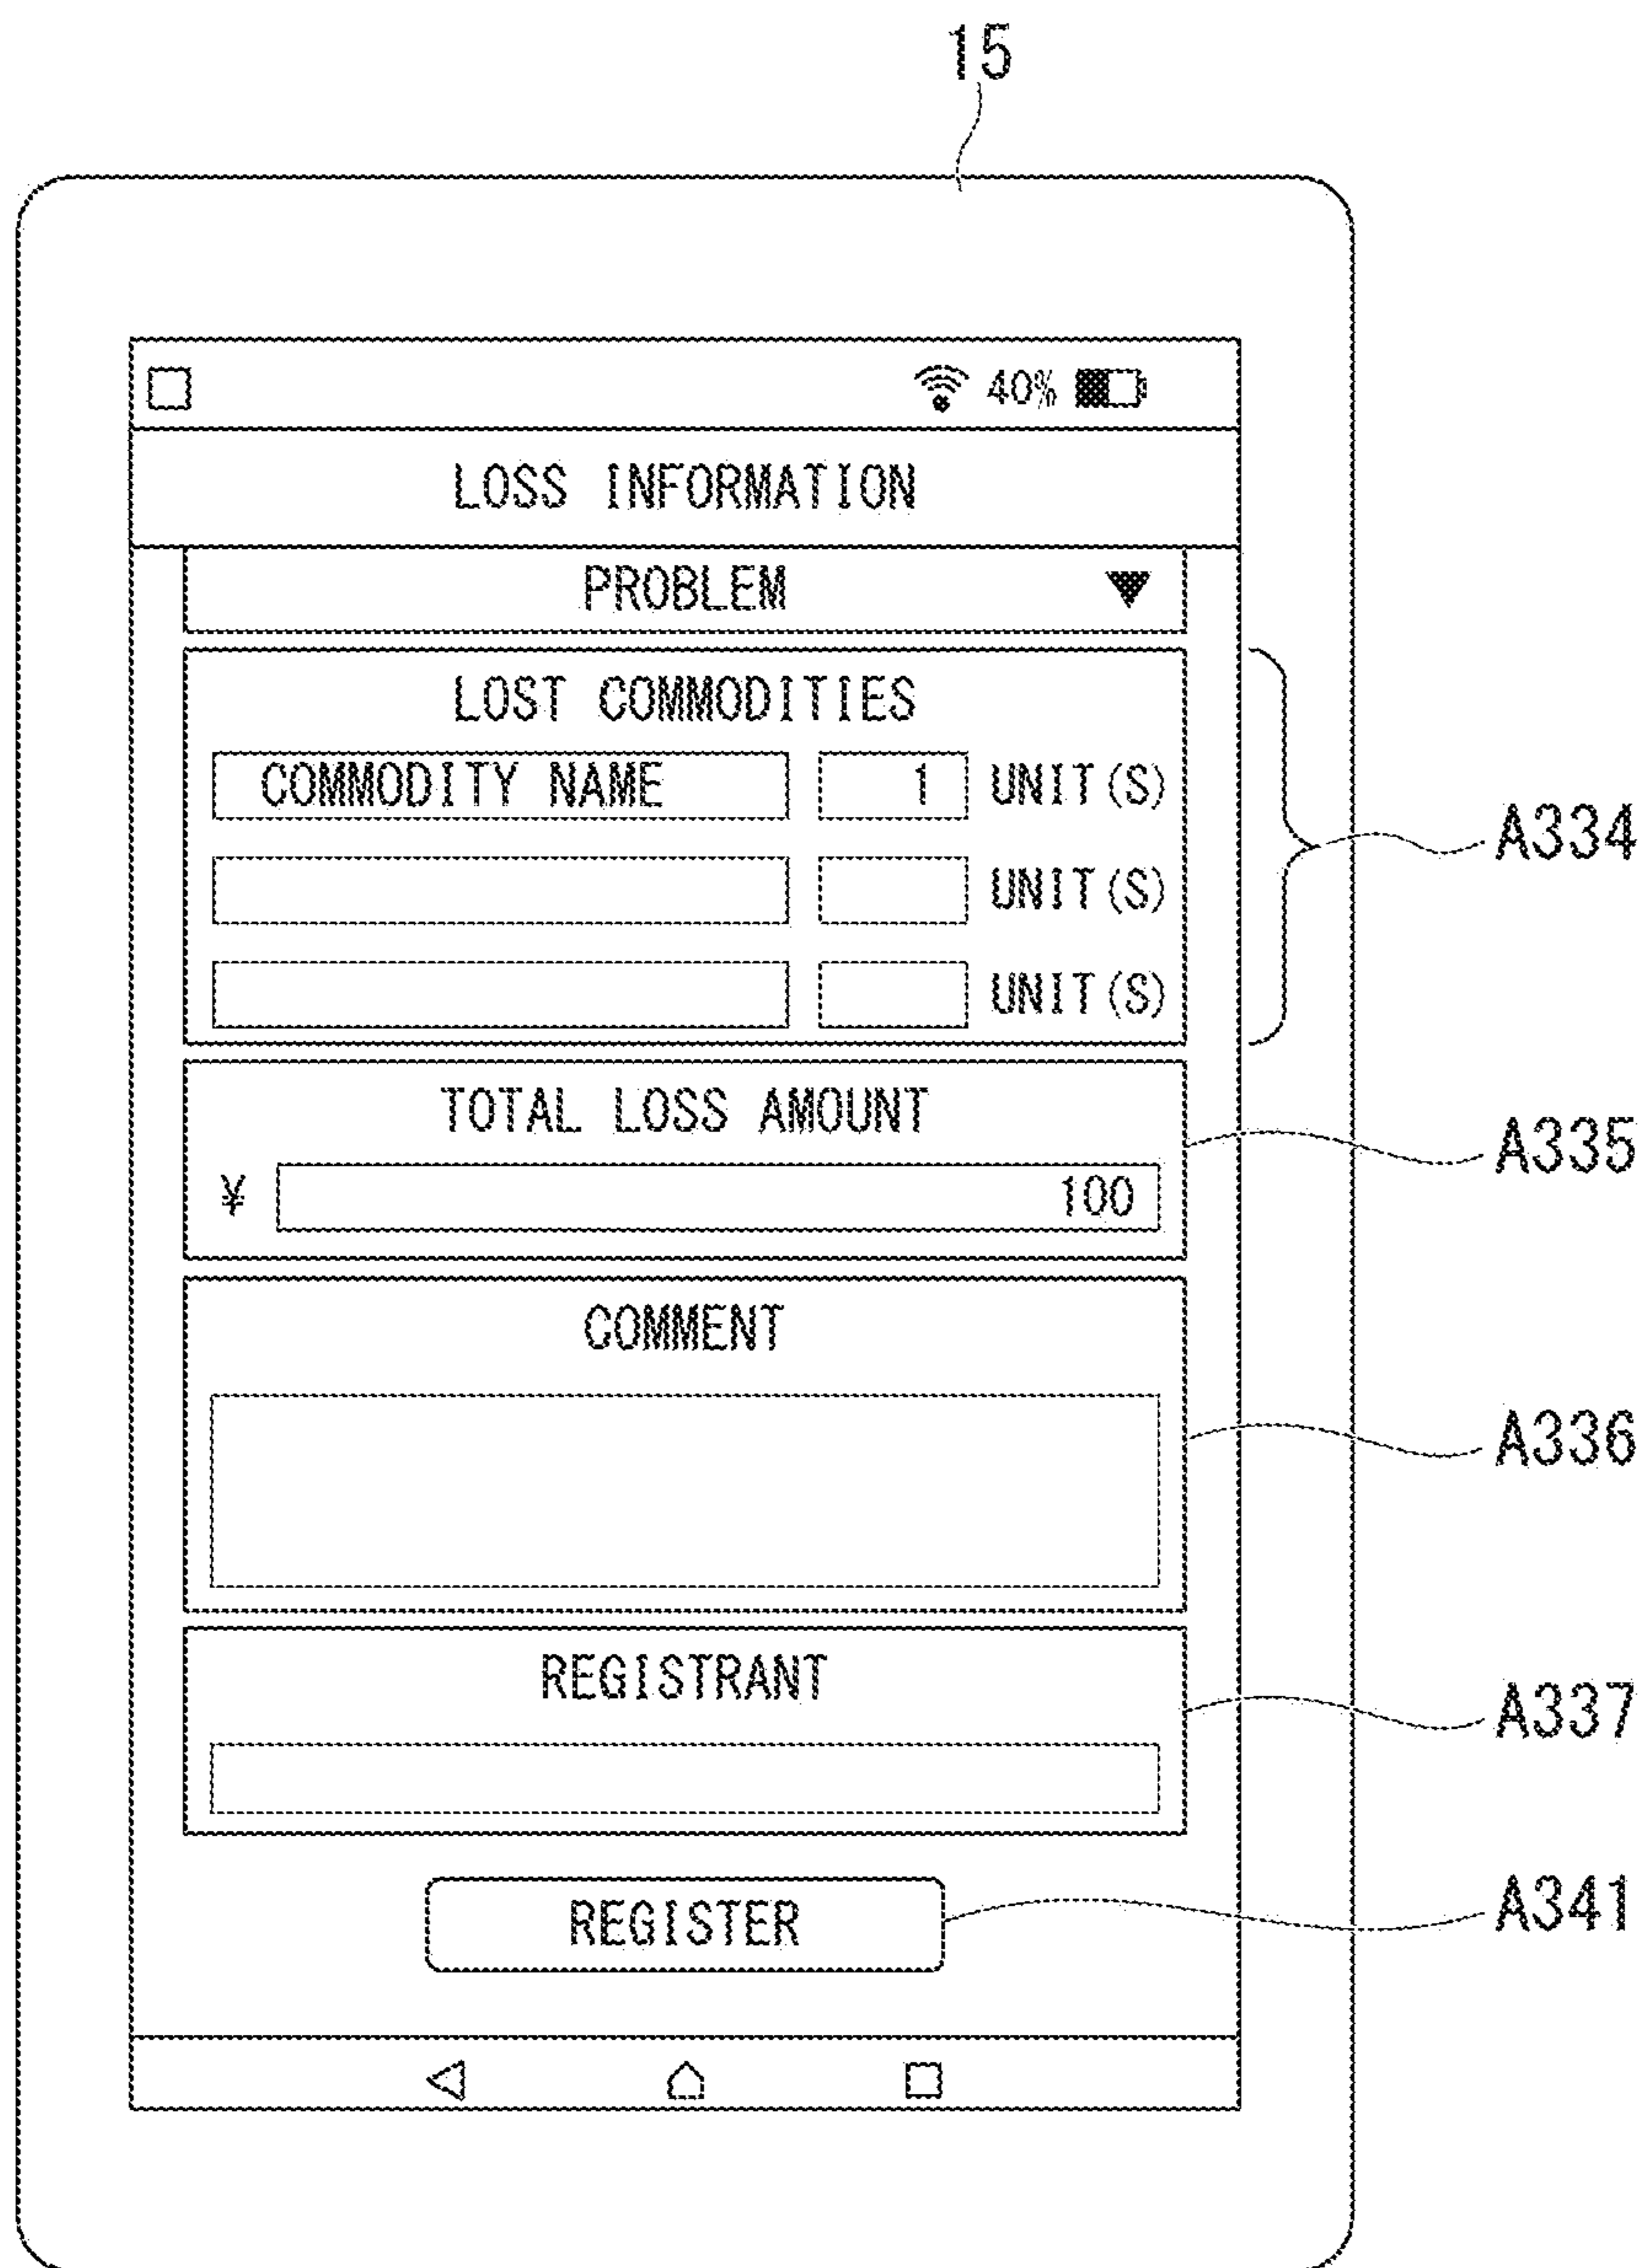 15
40%
LOSS INFORMATION
PROBLEM ▼
LOST COMMODITIES
COMMODITY NAME 1 UNIT(S)
UNIT(S)
UNIT(S)
A334
TOTAL LOSS AMOUNT
¥ 100
A335
COMMENT
A336
REGISTRANT
A337
REGISTER
A341